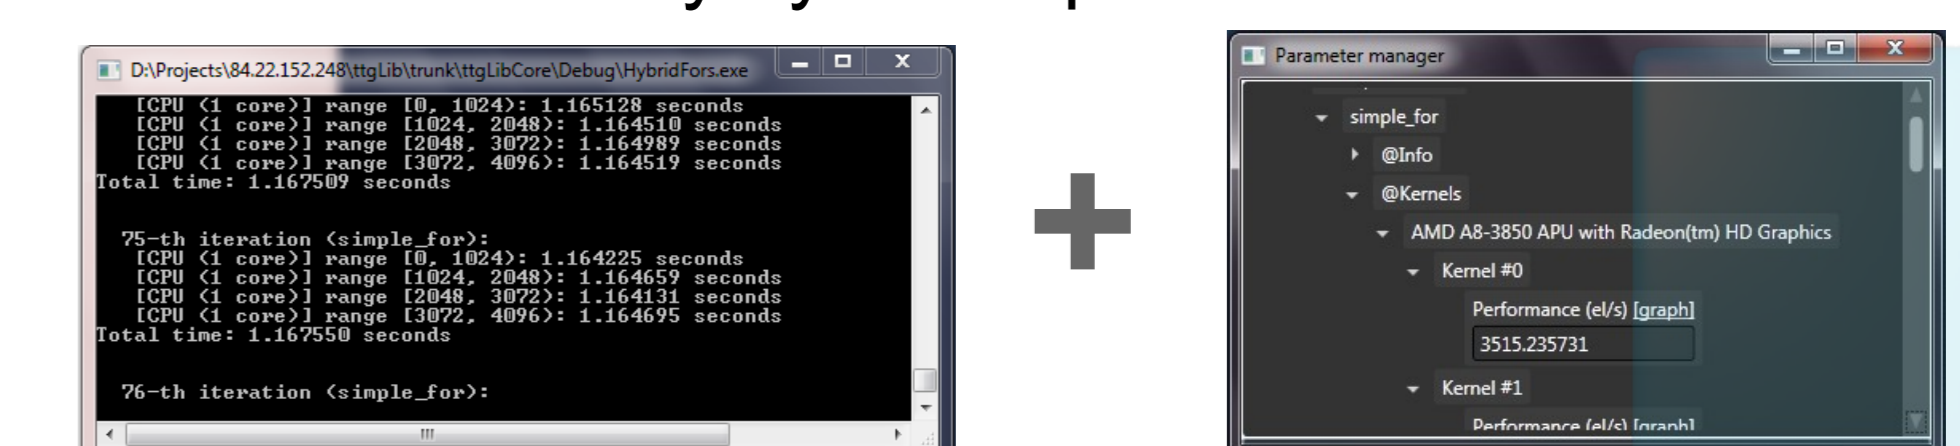 D:\Projects\84.22.152.248\ttgLib\trunk\ttgLibCore\Debug\HybridFors.exe
[CPU (1 core)] range [0, 1024): 1.165128 seconds
[CPU (1 core)] range [1024, 2048): 1.164510 seconds
[CPU (1 core)] range [2048, 3072): 1.164989 seconds
[CPU (1 core)] range [3072, 4096): 1.164519 seconds
Total time: 1.167509 seconds
75-th iteration (simple_for):
[CPU (1 core)] range [0, 1024): 1.164225 seconds
[CPU (1 core)] range [1024, 2048): 1.164659 seconds
[CPU (1 core)] range [2048, 3072): 1.164131 seconds
[CPU (1 core)] range [3072, 4096): 1.164695 seconds
Total time: 1.167550 seconds
76-th iteration (simple_for):
Parameter manager
simple_for
@Info
@Kernels
AMD A8-3850 APU with Radeon(tm) HD Graphics
Kernel #0
Performance (el/s) [graph]
3515.235731
Kernel #1
Performance (el/s) [graph]